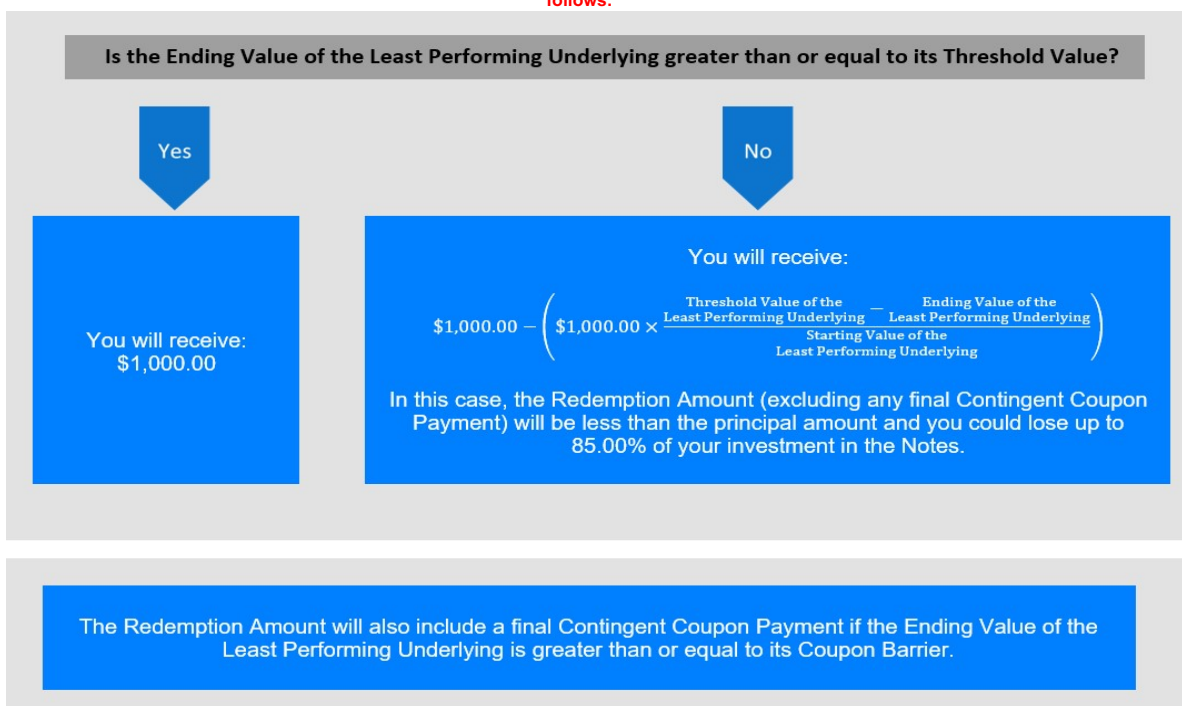 follows:
Is the Ending Value of the Least Performing Underlying greater than or equal to its Threshold Value?
Yes
No
You will receive:
$1,000.00
You will receive:
$1,000.00 − ( $1,000.00 × Threshold Value of the Least Performing Underlying − Ending Value of the Least Performing Underlying / Starting Value of the Least Performing Underlying )
In this case, the Redemption Amount (excluding any final Contingent Coupon
Payment) will be less than the principal amount and you could lose up to
85.00% of your investment in the Notes.
The Redemption Amount will also include a final Contingent Coupon Payment if the Ending Value of the
Least Performing Underlying is greater than or equal to its Coupon Barrier.